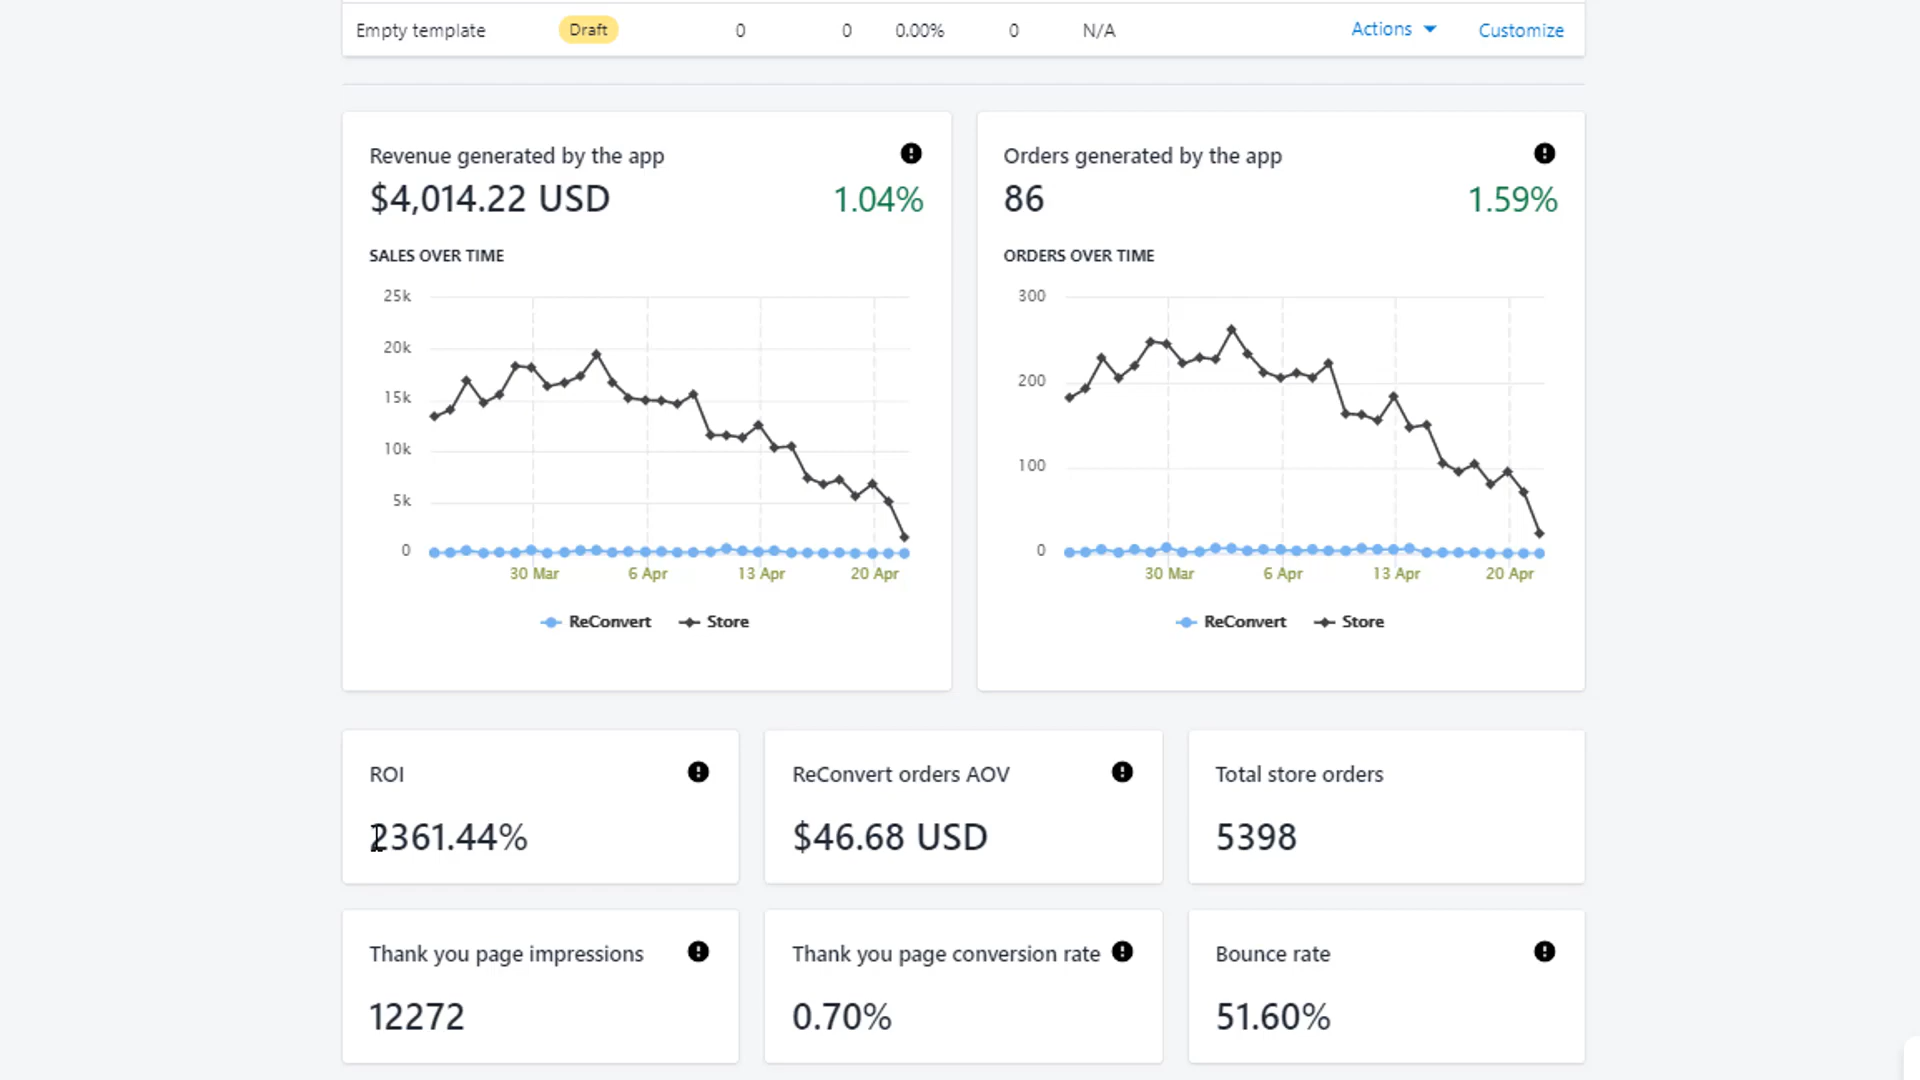 Empty template Draft 0 0 0.00% 0 N/A Actions Customize
Revenue generated by the app
$4,014.22 USD 1.04%
SALES OVER TIME
25k
20k
15k
10k
5k
0
30 Mar 6 Apr 13 Apr 20 Apr
ReConvert Store
Orders generated by the app
86 1.59%
ORDERS OVER TIME
300
200
100
0
30 Mar 6 Apr 13 Apr 20 Apr
ReConvert Store
ROI
2361.44%
ReConvert orders AOV
$46.68 USD
Total store orders
5398
Thank you page impressions
12272
Thank you page conversion rate
0.70%
Bounce rate
51.60%